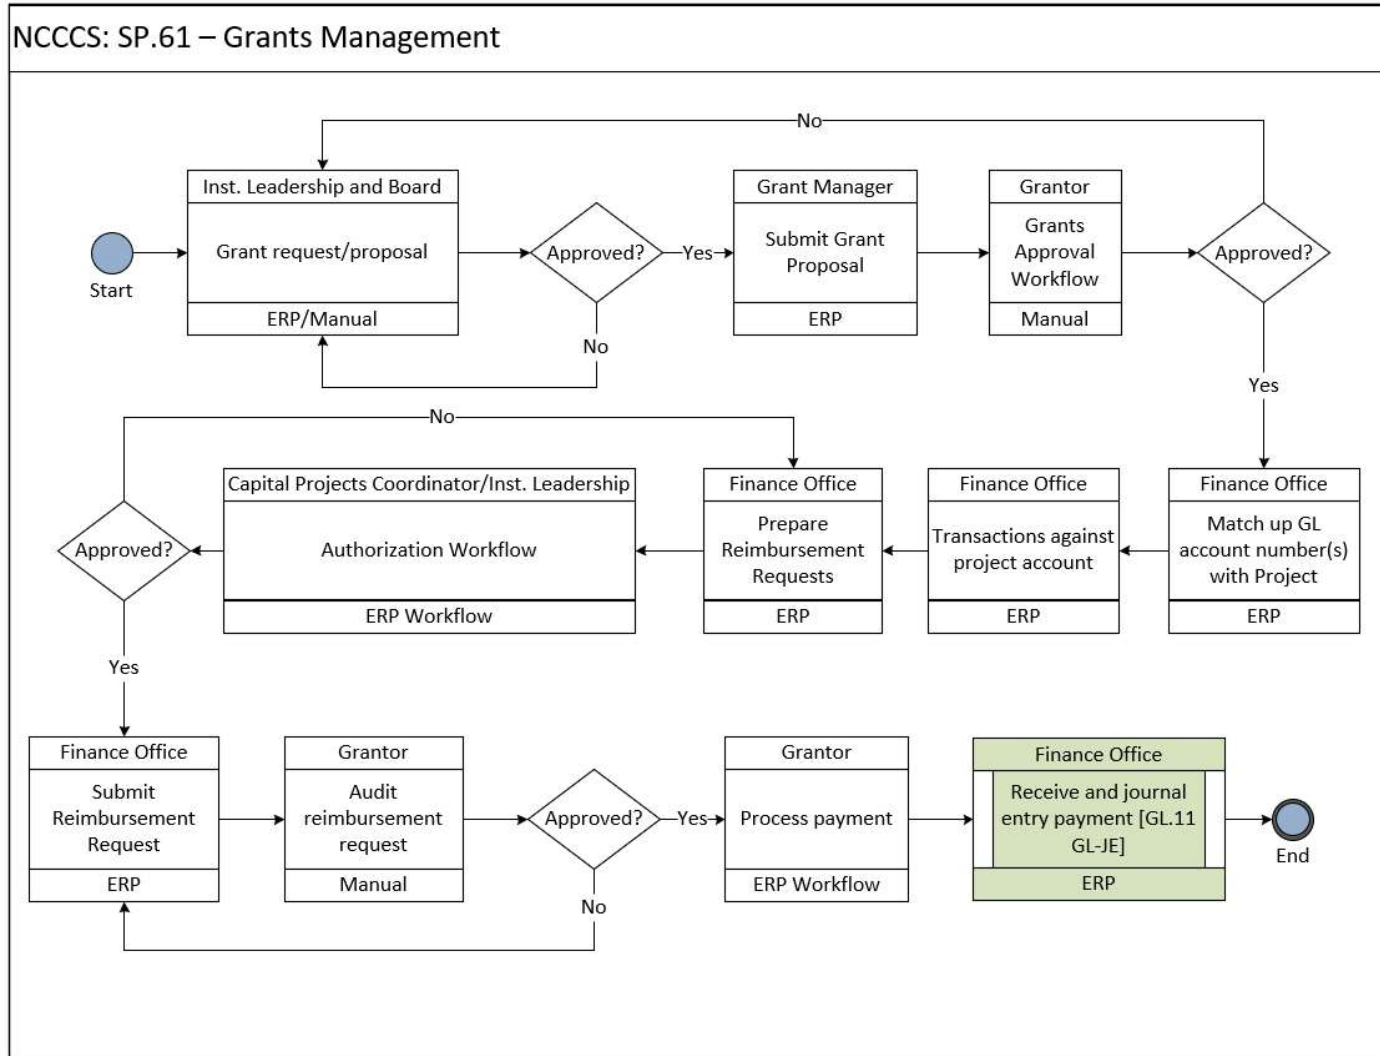 NCCCS: SP.61 – Grants Management
No
Inst. Leadership and Board
Grant request/proposal
ERP/Manual
Start
Approved?
Yes
No
Grant Manager
Submit Grant
Proposal
ERP
Grantor
Grants
Approval
Workflow
Manual
Approved?
Yes
No
Finance Office
Match up GL
account number(s)
with Project
ERP
Finance Office
Transactions against
project account
ERP
Finance Office
Prepare
Reimbursement
Requests
ERP
Capital Projects Coordinator/Inst. Leadership
Authorization Workflow
ERP Workflow
Approved?
Yes
Finance Office
Submit
Reimbursement
Request
ERP
Grantor
Audit
reimbursement
request
Manual
Approved?
Yes
No
Grantor
Process payment
ERP Workflow
Finance Office
Receive and journal
entry payment [GL.11
GL-JE]
ERP
End